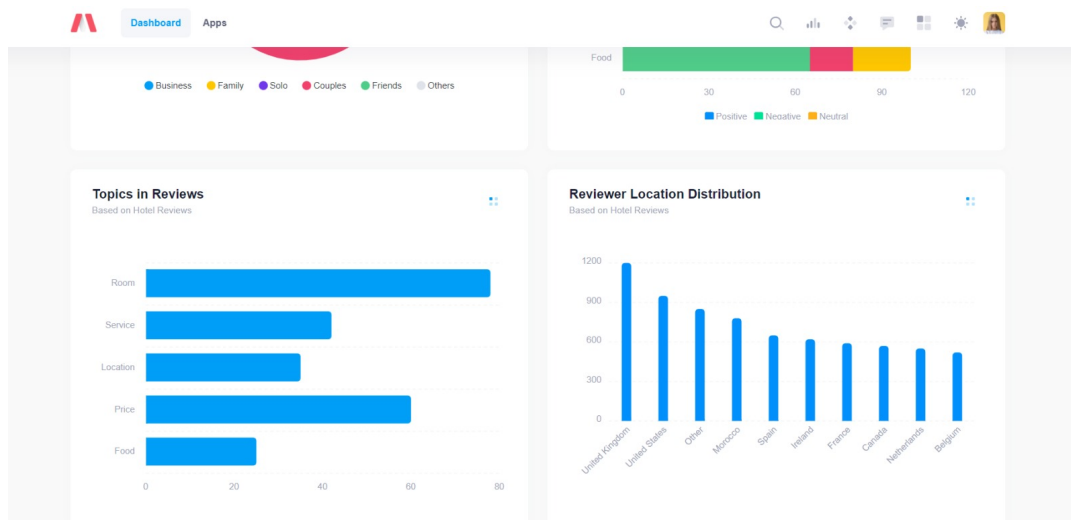 Dashboard Apps
Food
0 30 60 90 120
Business Family Solo Couples Friends Others
Positive Negative Neutral
Topics in Reviews
Based on Hotel Reviews
Room
Service
Location
Price
Food
0 20 40 60 80
Reviewer Location Distribution
Based on Hotel Reviews
1200
900
600
300
0
United Kingdom United States Other Morocco Spain Ireland France Canada Netherlands Belgium